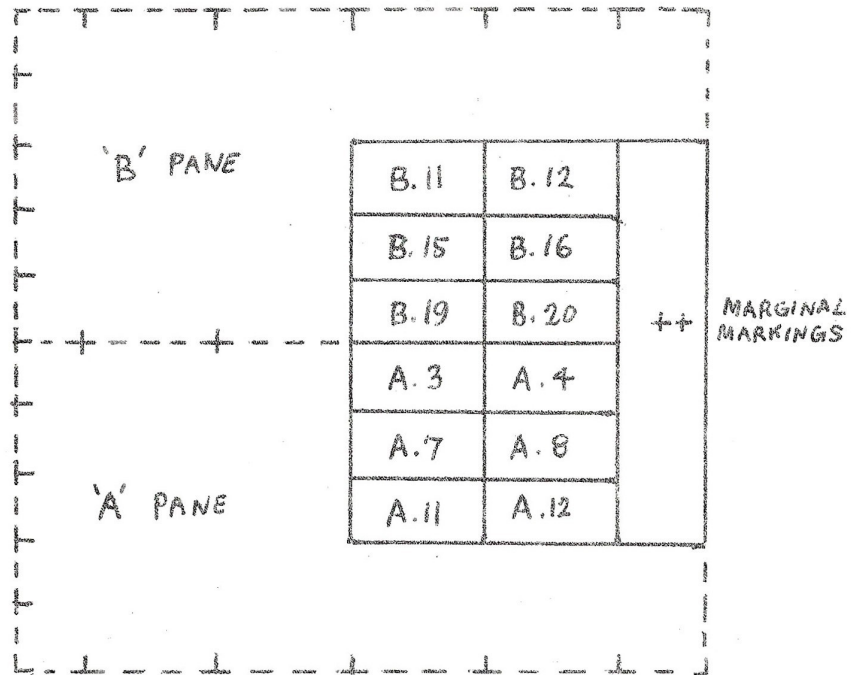 'B' PANE
B.11 B.12
B.15 B.16
B.19 B.20
++ MARGINAL
MARKINGS
A.3 A.4
A.7 A.8
'A' PANE
A.11 A.12